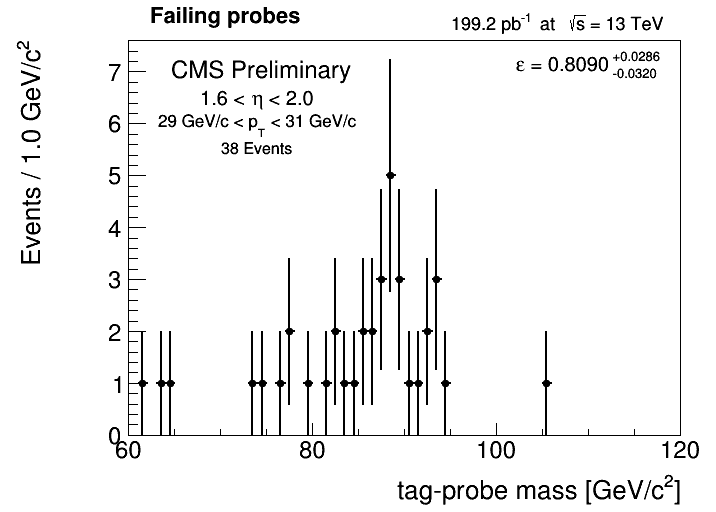 Failing probes
199.2 pb⁻¹ at √s = 13 TeV
CMS Preliminary
1.6 < η < 2.0
29 GeV/c < p_T < 31 GeV/c
38 Events
ε = 0.8090 +0.0286 -0.0320
Events / 1.0 GeV/c²
7
6
5
4
3
2
1
0
60 80 100 120
tag-probe mass [GeV/c²]